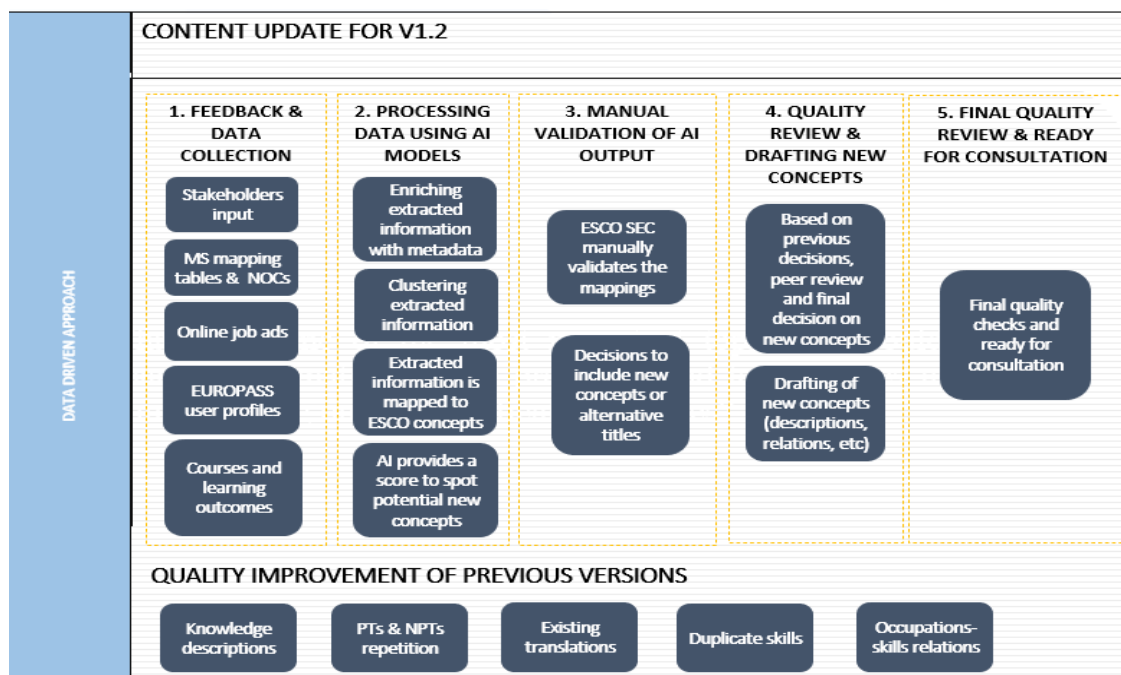 CONTENT UPDATE FOR V1.2
DATA DRIVEN APPROACH
1. FEEDBACK &
DATA
COLLECTION
Stakeholders
input
MS mapping
tables & NOCs
Online job ads
EUROPASS
user profiles
Courses and
learning
outcomes
2. PROCESSING
DATA USING AI
MODELS
Enriching
extracted
information
with metadata
Clustering
extracted
information
Extracted
information is
mapped to
ESCO concepts
AI provides a
score to spot
potential new
concepts
3. MANUAL
VALIDATION OF AI
OUTPUT
ESCO SEC
manually
validates the
mappings
Decisions to
include new
concepts or
alternative
titles
4. QUALITY
REVIEW &
DRAFTING NEW
CONCEPTS
Based on
previous
decisions,
peer review
and final
decision on
new concepts
Drafting of
new concepts
(descriptions,
relations, etc)
5. FINAL QUALITY
REVIEW & READY
FOR CONSULTATION
Final quality
checks and
ready for
consultation
QUALITY IMPROVEMENT OF PREVIOUS VERSIONS
Knowledge
descriptions
PTs & NPTs
repetition
Existing
translations
Duplicate skills
Occupations-
skills relations